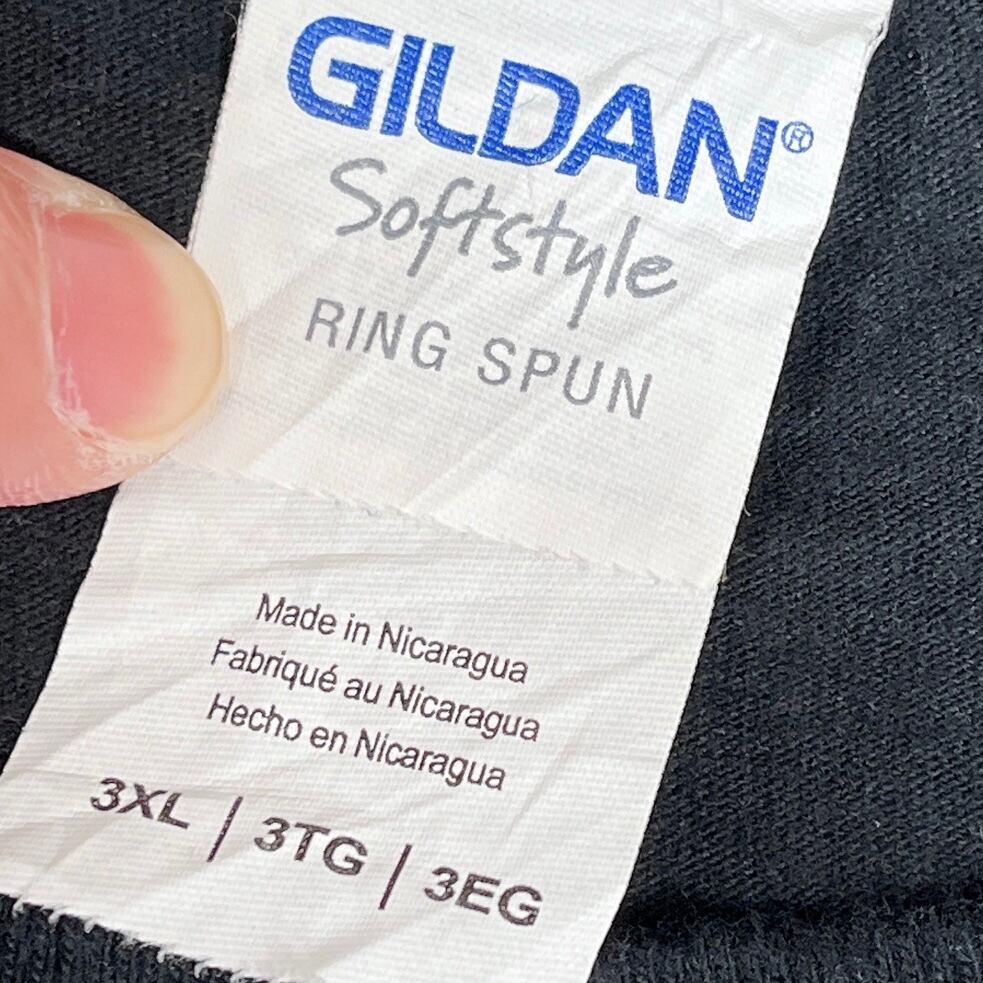 GILDAN®
Softstyle
RING SPUN
Made in Nicaragua
Fabriqué au Nicaragua
Hecho en Nicaragua
3XL | 3TG | 3EG